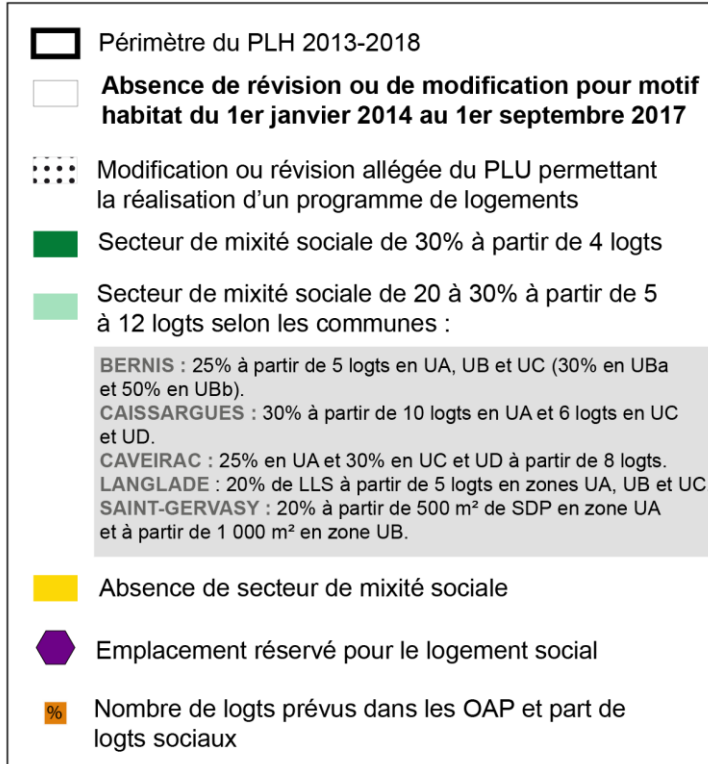 Périmètre du PLH 2013-2018
Absence de révision ou de modification pour motif
habitat du 1er janvier 2014 au 1er septembre 2017
Modification ou révision allégée du PLU permettant
la réalisation d’un programme de logements
Secteur de mixité sociale de 30% à partir de 4 logts
Secteur de mixité sociale de 20 à 30% à partir de 5
à 12 logts selon les communes :
BERNIS : 25% à partir de 5 logts en UA, UB et UC (30% en UBa
et 50% en UBb).
CAISSARGUES : 30% à partir de 10 logts en UA et 6 logts en UC
et UD.
CAVEIRAC : 25% en UA et 30% en UC et UD à partir de 8 logts.
LANGLADE : 20% de LLS à partir de 5 logts en zones UA, UB et UC
SAINT-GERVASY : 20% à partir de 500 m² de SDP en zone UA
et à partir de 1 000 m² en zone UB.
Absence de secteur de mixité sociale
Emplacement réservé pour le logement social
% Nombre de logts prévus dans les OAP et part de
logts sociaux